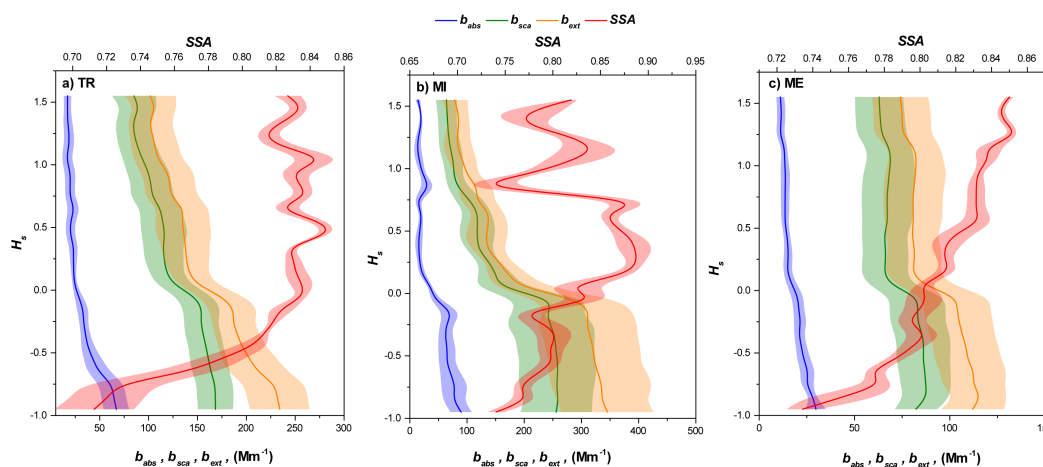 b_abs b_sca b_ext SSA
SSA SSA SSA
0.70 0.72 0.74 0.76 0.78 0.80 0.82 0.84 0.86
0.65 0.70 0.75 0.80 0.85 0.90 0.95
0.72 0.74 0.76 0.78 0.80 0.82 0.84 0.86
a) TR
b) MI
c) ME
H_s
1.5
1.0
0.5
0.0
-0.5
-1.0
50 100 150 200 250 300
b_abs , b_sca , b_ext , (Mm⁻¹)
H_s
1.5
1.0
0.5
0.0
-0.5
-1.0
0 100 200 300 400 500
b_abs , b_sca , b_ext , (Mm⁻¹)
H_s
1.5
1.0
0.5
0.0
-0.5
-1.0
0 50 100 150
b_abs , b_sca , b_ext , (Mm⁻¹)